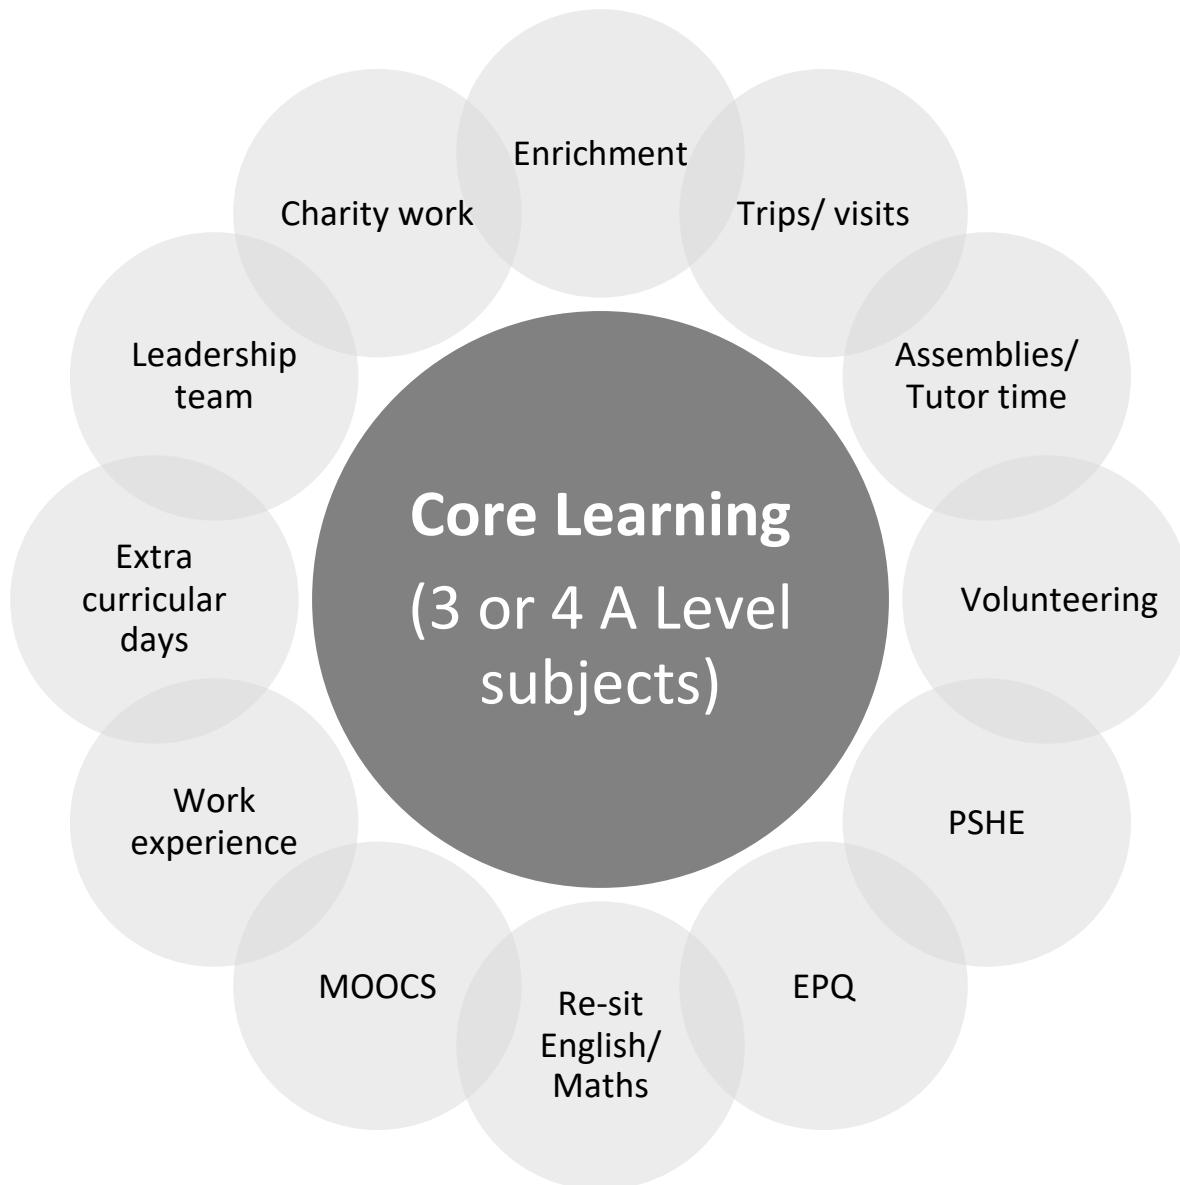 Enrichment
Trips/ visits
Assemblies/
Tutor time
Volunteering
PSHE
EPQ
Re-sit
English/
Maths
MOOCS
Work
experience
Extra
curricular
days
Leadership
team
Charity work
Core Learning
(3 or 4 A Level
subjects)